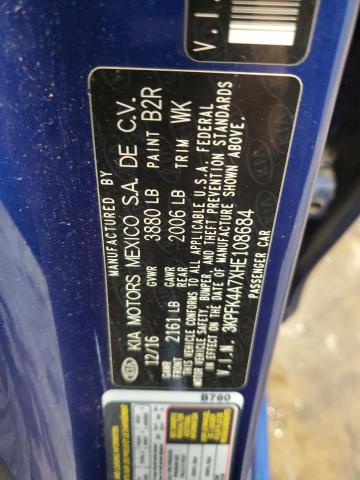 V.I
MANUFACTURED BY
KIA KIA MOTORS MEXICO S.A. DE C.V.
12/16 GVWR 3880 LB PAINT B2R
GAWR FRONT 2161 LB GAWR REAR 2006 LB TRIM WK
THIS VEHICLE CONFORMS TO ALL APPLICABLE U.S.A. FEDERAL
MOTOR VEHICLE SAFETY, BUMPER, AND THEFT PREVENTION STANDARDS
IN EFFECT ON THE DATE OF MANUFACTURE SHOWN ABOVE.
V.I.N. 3KPFK4A7XHE108684
PASSENGER CAR
B760